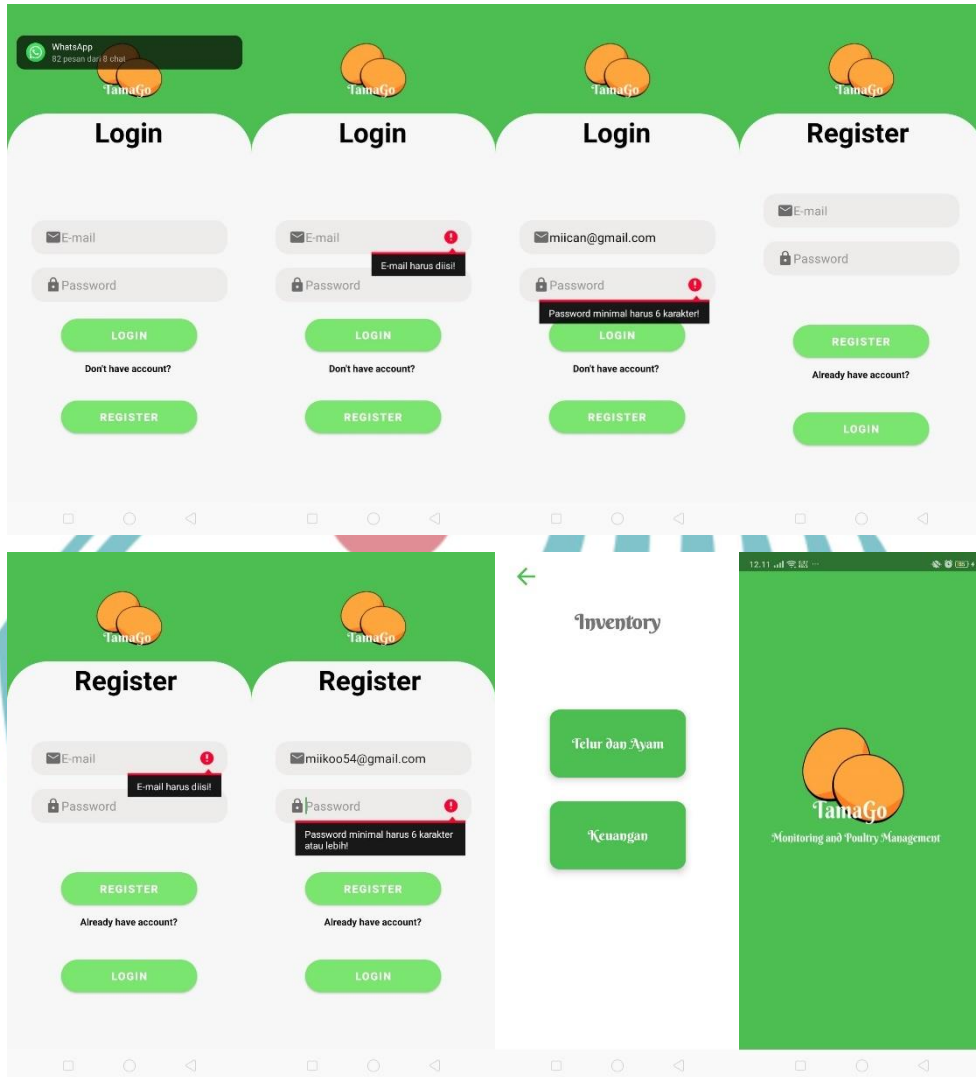 WhatsApp
82 pesan dari 8 chat
TamaGo
Login
E-mail
Password
LOGIN
Don't have account?
REGISTER
TamaGo
Login
E-mail
E-mail harus diisi!
Password
LOGIN
Don't have account?
REGISTER
TamaGo
Login
miican@gmail.com
Password
Password minimal harus 6 karakter!
LOGIN
Don't have account?
REGISTER
TamaGo
Register
E-mail
Password
REGISTER
Already have account?
LOGIN
TamaGo
Register
E-mail
E-mail harus diisi!
Password
REGISTER
Already have account?
LOGIN
TamaGo
Register
miikoo54@gmail.com
Password
Password minimal harus 6 karakter
atau lebih!
REGISTER
Already have account?
LOGIN
Inventory
Telur dan Ayam
Keuangan
12.11
TamaGo
Monitoring and Poultry Management